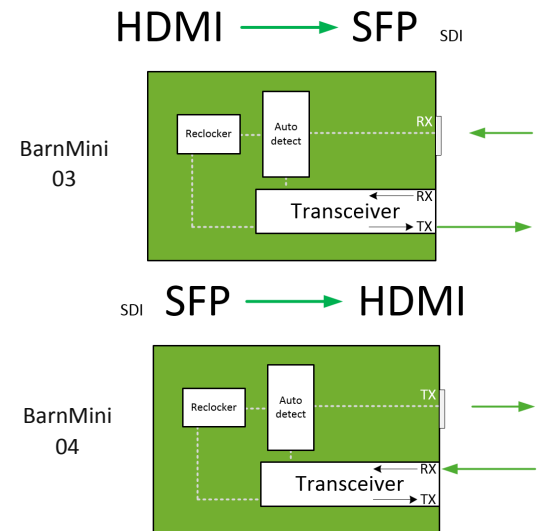 HDMI SFP SDI
BarnMini
03
Reclocker
Auto
detect
RX
RX
Transceiver
TX
SDI SFP HDMI
BarnMini
04
Reclocker
Auto
detect
TX
RX
Transceiver
TX